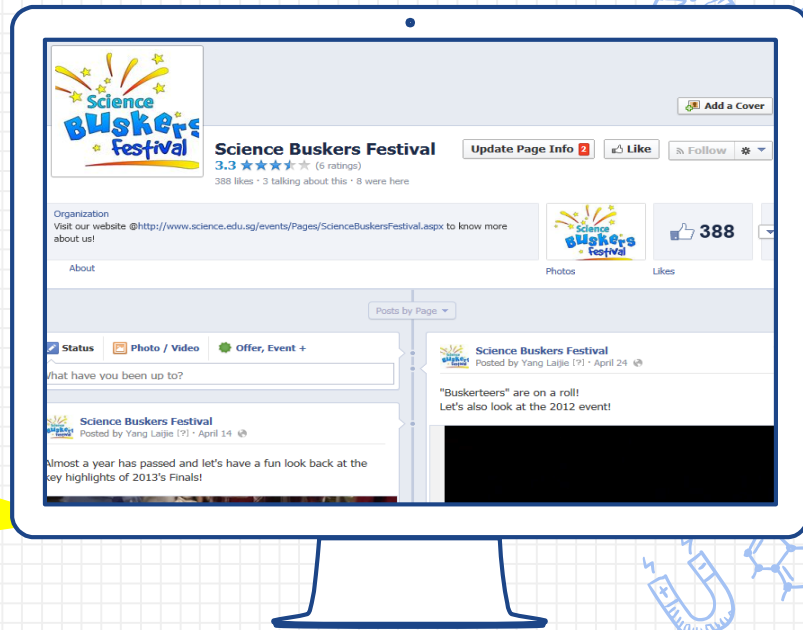 Science
Buskers
Festival
Add a Cover
Science Buskers Festival
3.3 (6 ratings)
388 likes · 3 talking about this · 8 were here
Update Page Info 2
Like
Follow
Organization
Visit our website @http://www.science.edu.sg/events/Pages/ScienceBuskersFestival.aspx to know more
about us!
About
Science
Buskers
Festival
Photos
388
Likes
Posts by Page
Status
Photo / Video
Offer, Event +
What have you been up to?
Science Buskers Festival
Posted by Yang Laijie [?] · April 14
Almost a year has passed and let's have a fun look back at the
key highlights of 2013's Finals!
Science Buskers Festival
Posted by Yang Laijie [?] · April 24
"Buskerteers" are on a roll!
Let's also look at the 2012 event!